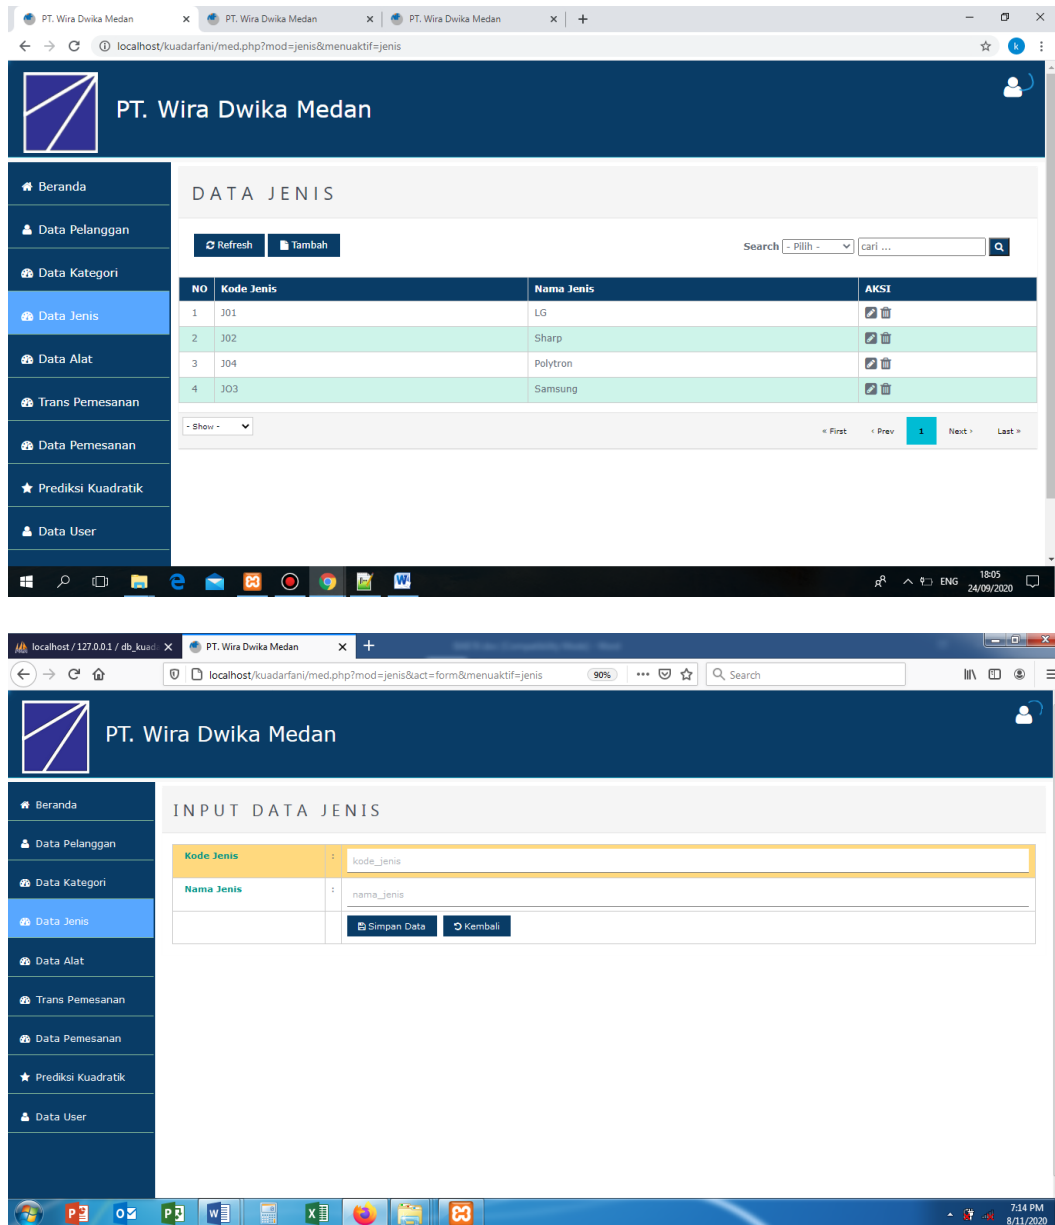 PT. Wira Dwika Medan PT. Wira Dwika Medan PT. Wira Dwika Medan
localhost/kuadarfani/med.php?mod=jenis&menuaktif=jenis k
PT. Wira Dwika Medan
Beranda
Data Pelanggan
Data Kategori
Data Jenis
Data Alat
Trans Pemesanan
Data Pemesanan
Prediksi Kuadratik
Data User
DATA JENIS
Refresh Tambah Search - Pilih - cari ...
NO Kode Jenis Nama Jenis AKSI
1 J01 LG
2 J02 Sharp
3 J04 Polytron
4 JO3 Samsung
- Show - « First ‹ Prev 1 Next › Last »
ENG 18:05
24/09/2020
localhost / 127.0.0.1 / db_kuad PT. Wira Dwika Medan
localhost/kuadarfani/med.php?mod=jenis&act=form&menuaktif=jenis 90% Search
PT. Wira Dwika Medan
Beranda
Data Pelanggan
Data Kategori
Data Jenis
Data Alat
Trans Pemesanan
Data Pemesanan
Prediksi Kuadratik
Data User
INPUT DATA JENIS
Kode Jenis : kode_jenis
Nama Jenis : nama_jenis
Simpan Data Kembali
7:14 PM
8/11/2020